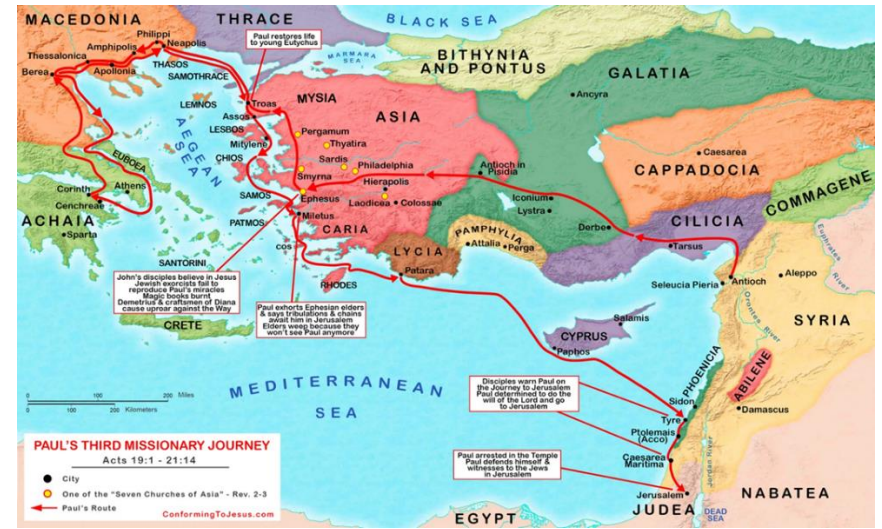 MACEDONIA
THRACE
BLACK SEA
Philippi
Neapolis
Amphipolis
Thessalonica
Berea
Apollonia
THASOS
SAMOTHRACE
Paul restores life
to young Eutychus
MARMARA
SEA
BITHYNIA
AND PONTUS
GALATIA
Ancyra
LEMNOS
Troas
MYSIA
ASIA
Assos
LESBOS
Mitylene
Pergamum
Thyatira
AEGEAN
SEA
CHIOS
Sardis
Philadelphia
Smyrna
Hierapolis
Antioch in
Pisidia
CAPPADOCIA
Caesarea
EUBOEA
Corinth
Athens
Cenchreae
ACHAIA
Sparta
SAMOS
Ephesus
Laodicea
Colossae
PATMOS
Miletus
CARIA
Iconium
Lystra
Derbe
CILICIA
Tarsus
COMMAGENE
PAMPHYLIA
Attalia
Perga
LYCIA
Patara
COS
RHODES
SANTORINI
CRETE
Euphrates
River
Seleucia Pieria
Antioch
Aleppo
Orontes
River
SYRIA
John's disciples believe in Jesus
Jewish exorcists fail to
reproduce Paul's miracles
Magic books burnt
Demetrius & craftsmen of Diana
cause uproar against the Way
Paul exhorts Ephesian elders
& says tribulations & chains
await him in Jerusalem
Elders weep because they
won't see Paul anymore
CYPRUS
Salamis
Paphos
MEDITERRANEAN
SEA
PHOENICIA
ABILENE
Damascus
Sidon
Tyre
Ptolemais
(Acco)
Caesarea
Maritima
Jordan River
Disciples warn Paul on
the Journey to Jerusalem
Paul determined to do the
will of the Lord and go
to Jerusalem
Paul arrested in the Temple
Paul defends himself &
witnesses to the Jews
in Jerusalem
Jerusalem
JUDEA
DEAD
SEA
NABATEA
EGYPT
0 100 200 Miles
0 100 200 Kilometers
PAUL'S THIRD MISSIONARY JOURNEY
Acts 19:1 - 21:14
City
One of the "Seven Churches of Asia" - Rev. 2-3
Paul's Route
ConformingToJesus.com